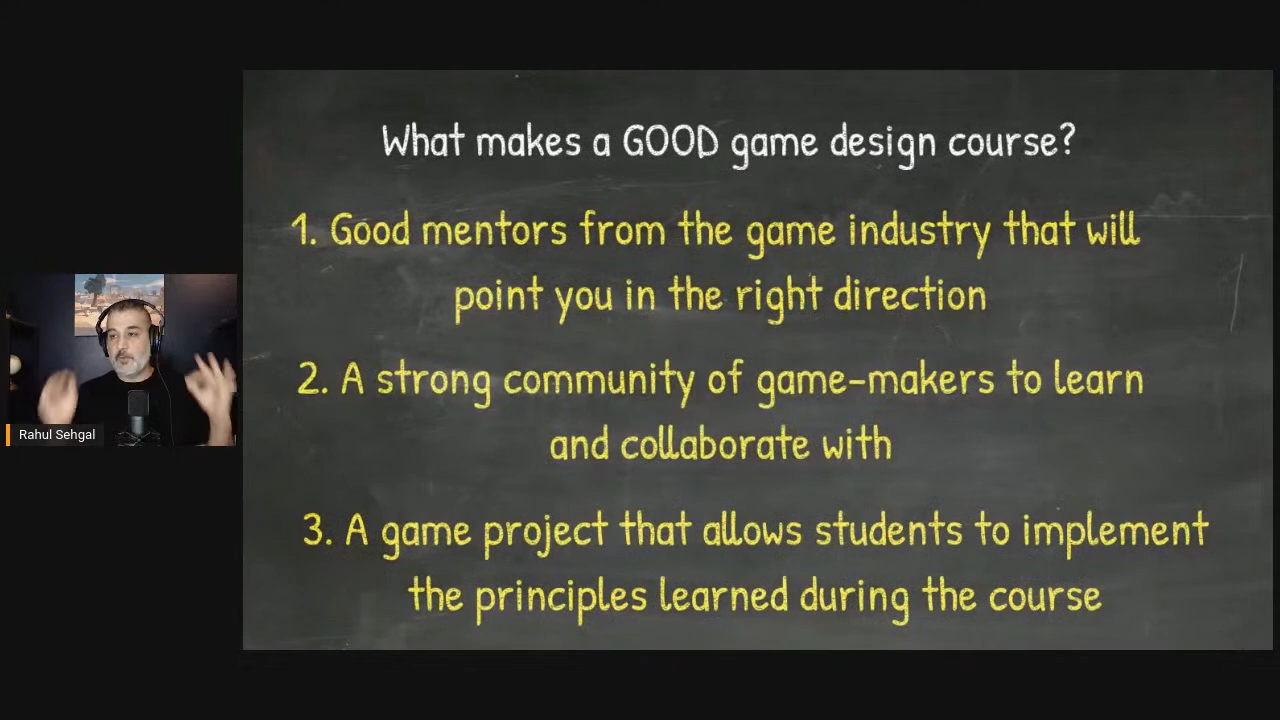 What makes a GOOD game design course?
1. Good mentors from the game industry that will
point you in the right direction
2. A strong community of game-makers to learn
and collaborate with
3. A game project that allows students to implement
the principles learned during the course
Rahul Sehgal